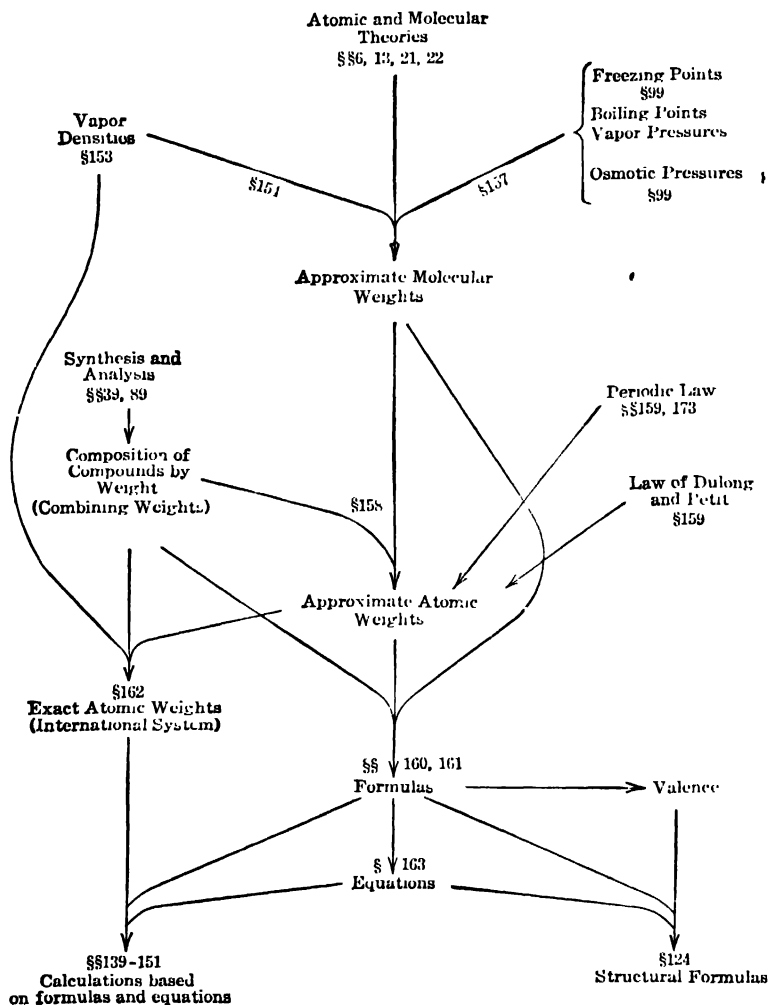 Atomic and Molecular
Theories
§§6, 13, 21, 22
Freezing Points
§99
Boiling Points
Vapor Pressures
Osmotic Pressures
§99
Vapor
Densities
§153
§154
§157
Approximate Molecular
Weights
Synthesis and
Analysis
§§39, 89
Periodic Law
§§159, 173
Composition of
Compounds by
Weight
(Combining Weights)
§158
Law of Dulong
and Petit
§159
Approximate Atomic
Weights
§162
Exact Atomic Weights
(International System)
§§ 160, 161
Formulas
Valence
§ 163
Equations
§§139-151
Calculations based
on formulas and equations
§124
Structural Formulas